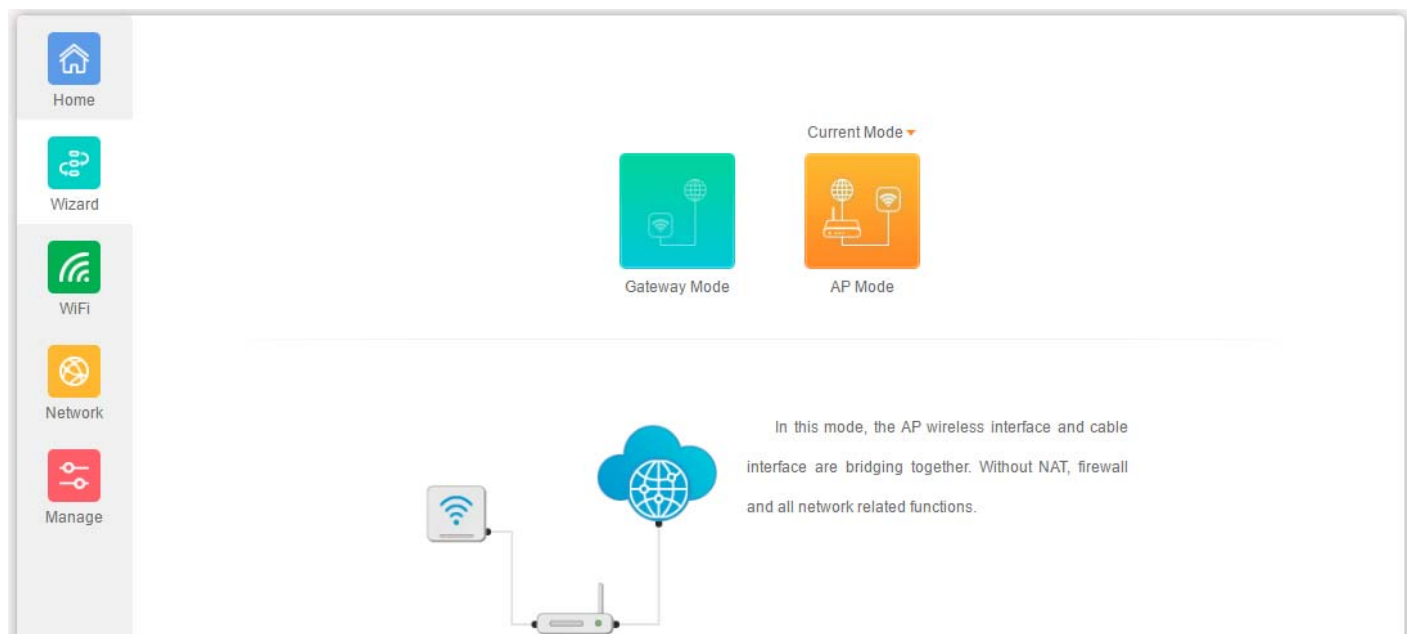 Home
Wizard
WiFi
Network
Manage
Current Mode
Gateway Mode
AP Mode
In this mode, the AP wireless interface and cable
interface are bridging together. Without NAT, firewall
and all network related functions.